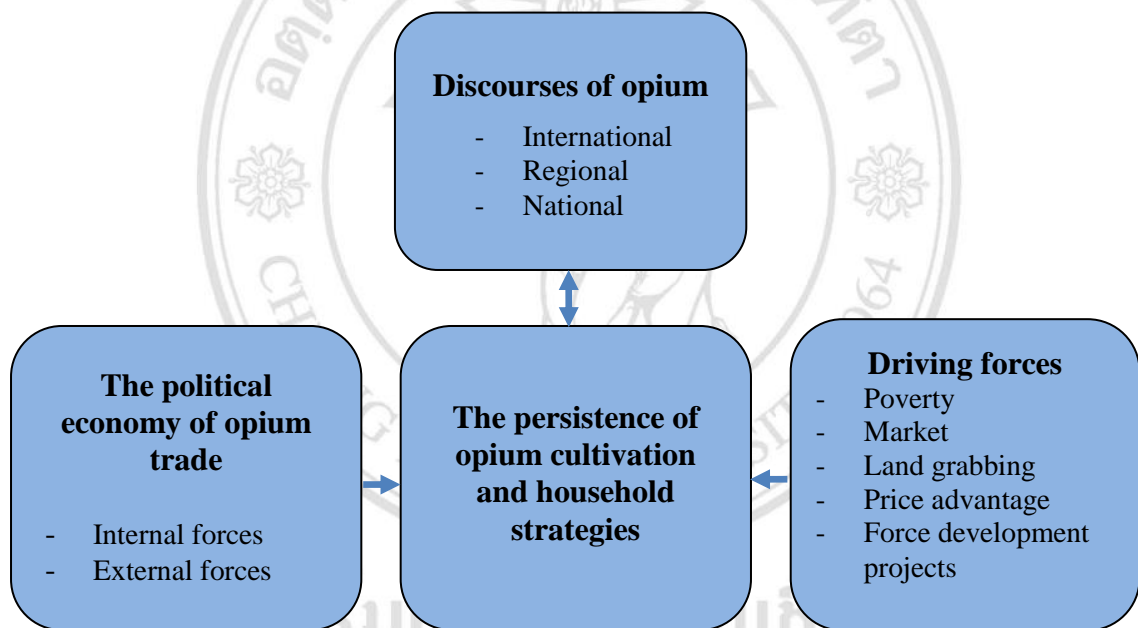 Discourses of opium
- International
- Regional
- National
The political
economy of opium
trade
- Internal forces
- External forces
The persistence of
opium cultivation
and household
strategies
Driving forces
- Poverty
- Market
- Land grabbing
- Price advantage
- Force development
projects